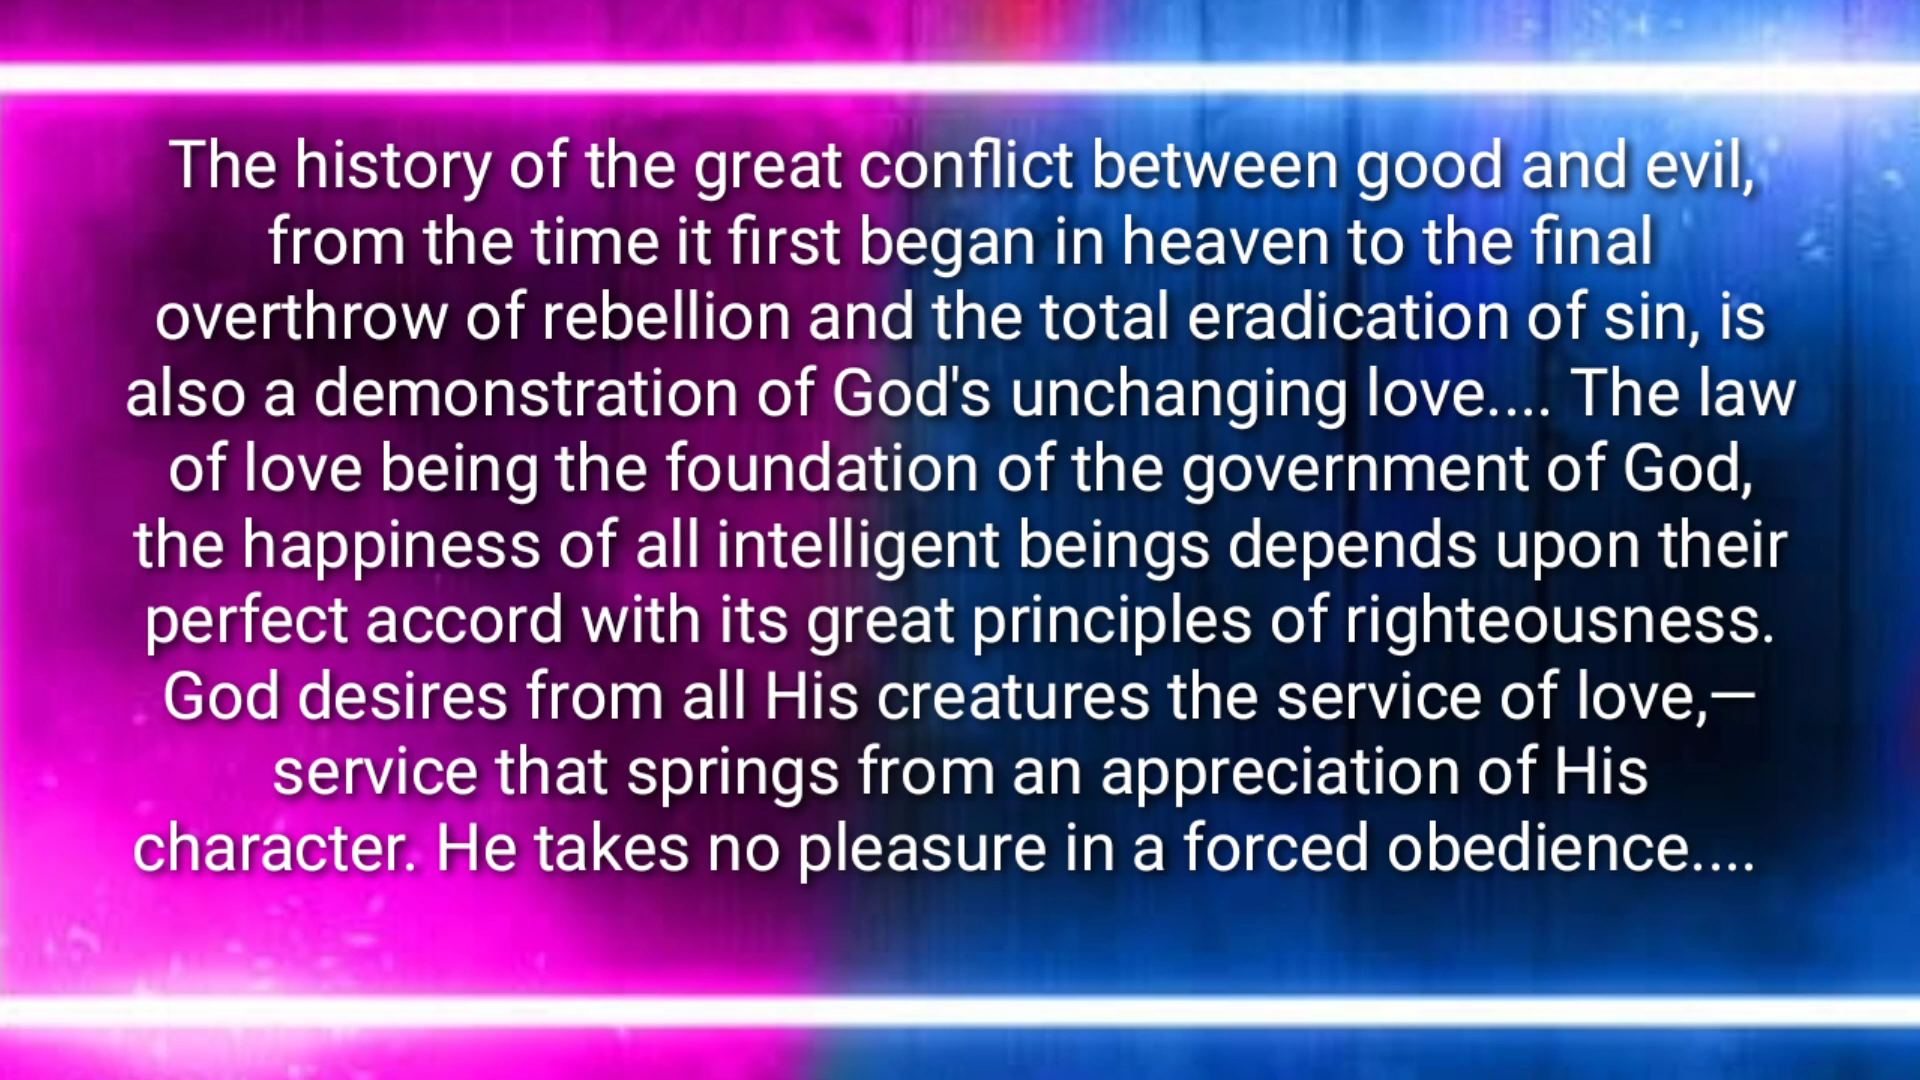 The history of the great conflict between good and evil,
from the time it first began in heaven to the final
overthrow of rebellion and the total eradication of sin, is
also a demonstration of God's unchanging love.... The law
of love being the foundation of the government of God,
the happiness of all intelligent beings depends upon their
perfect accord with its great principles of righteousness.
God desires from all His creatures the service of love,—
service that springs from an appreciation of His
character. He takes no pleasure in a forced obedience....